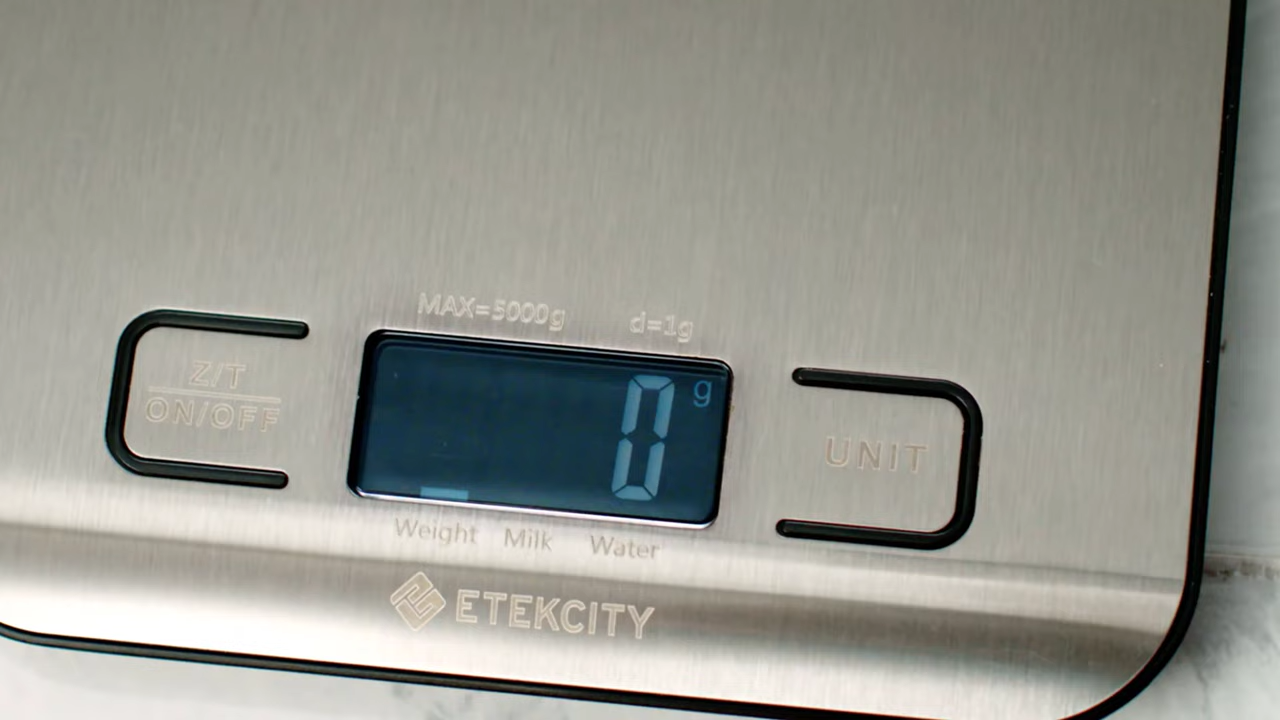 MAX=5000g d=1g
Z/T
ON/OFF
0 g
UNIT
Weight Milk Water
ETEKCITY